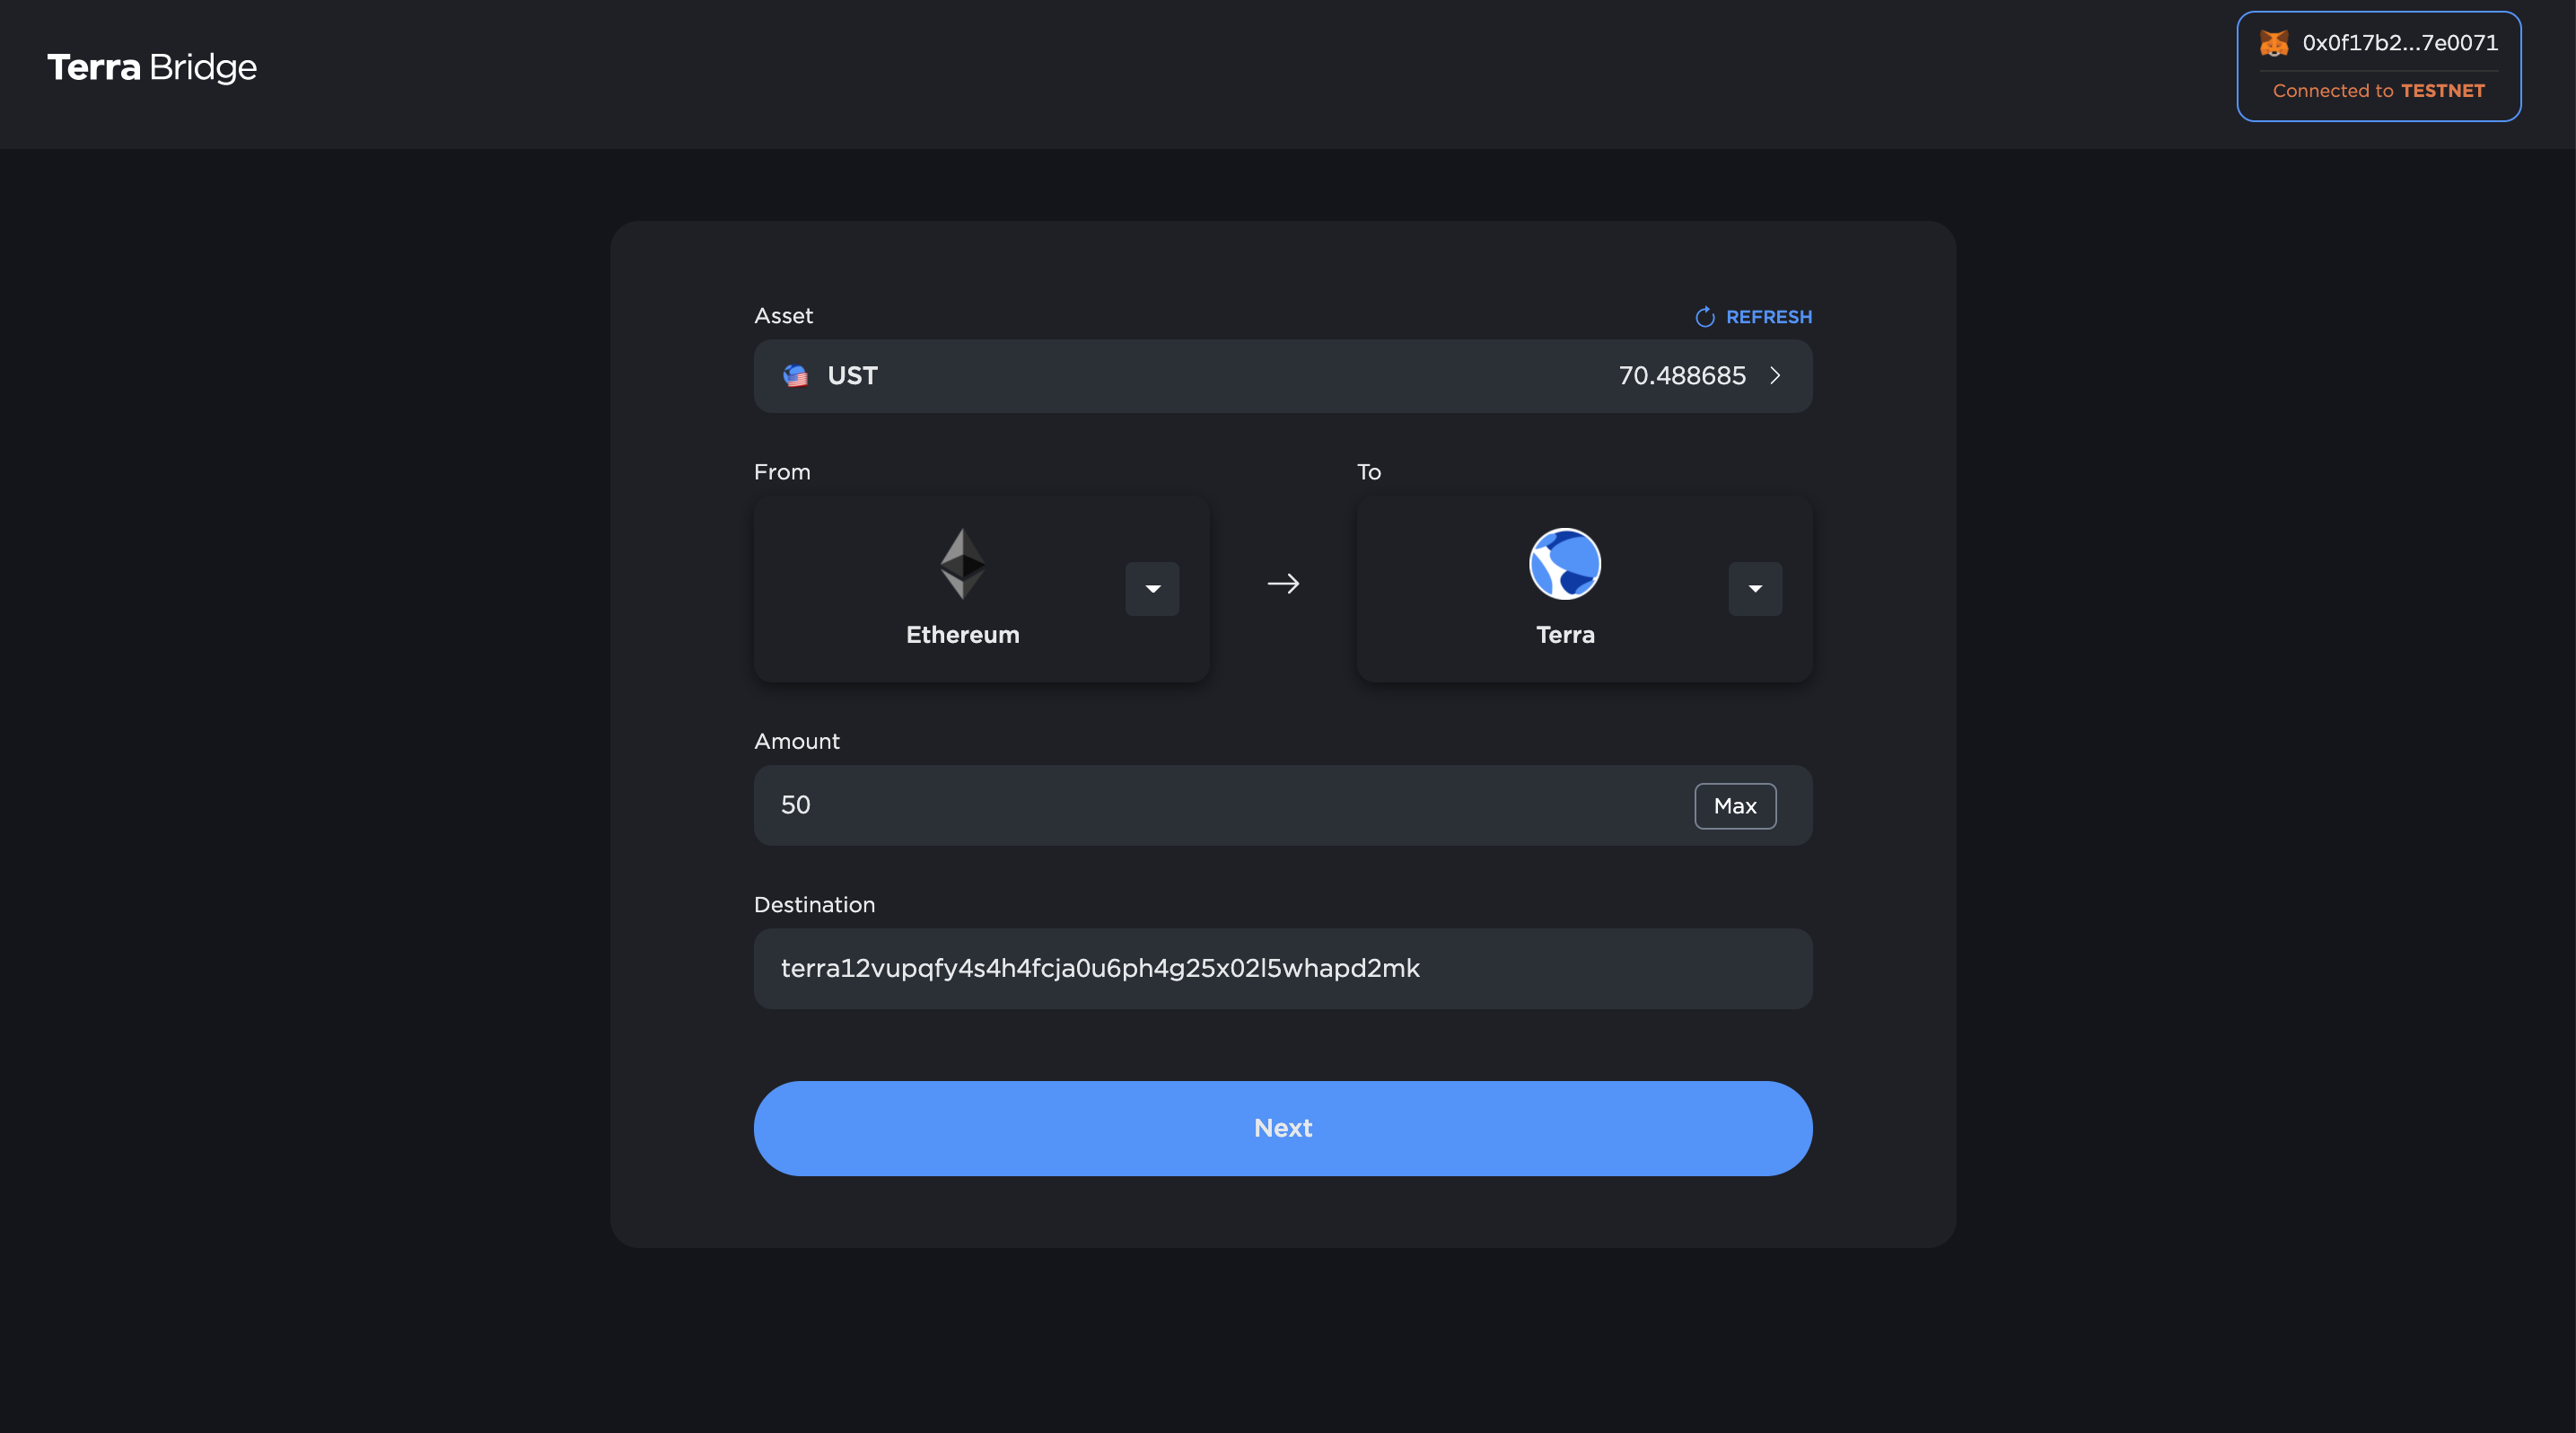 Terra Bridge
0x0f17b2...7e0071
Connected to TESTNET
Asset
REFRESH
UST
70.488685
From
To
Ethereum
Terra
Amount
50
Max
Destination
terra12vupqfy4s4h4fcja0u6ph4g25x02l5whapd2mk
Next